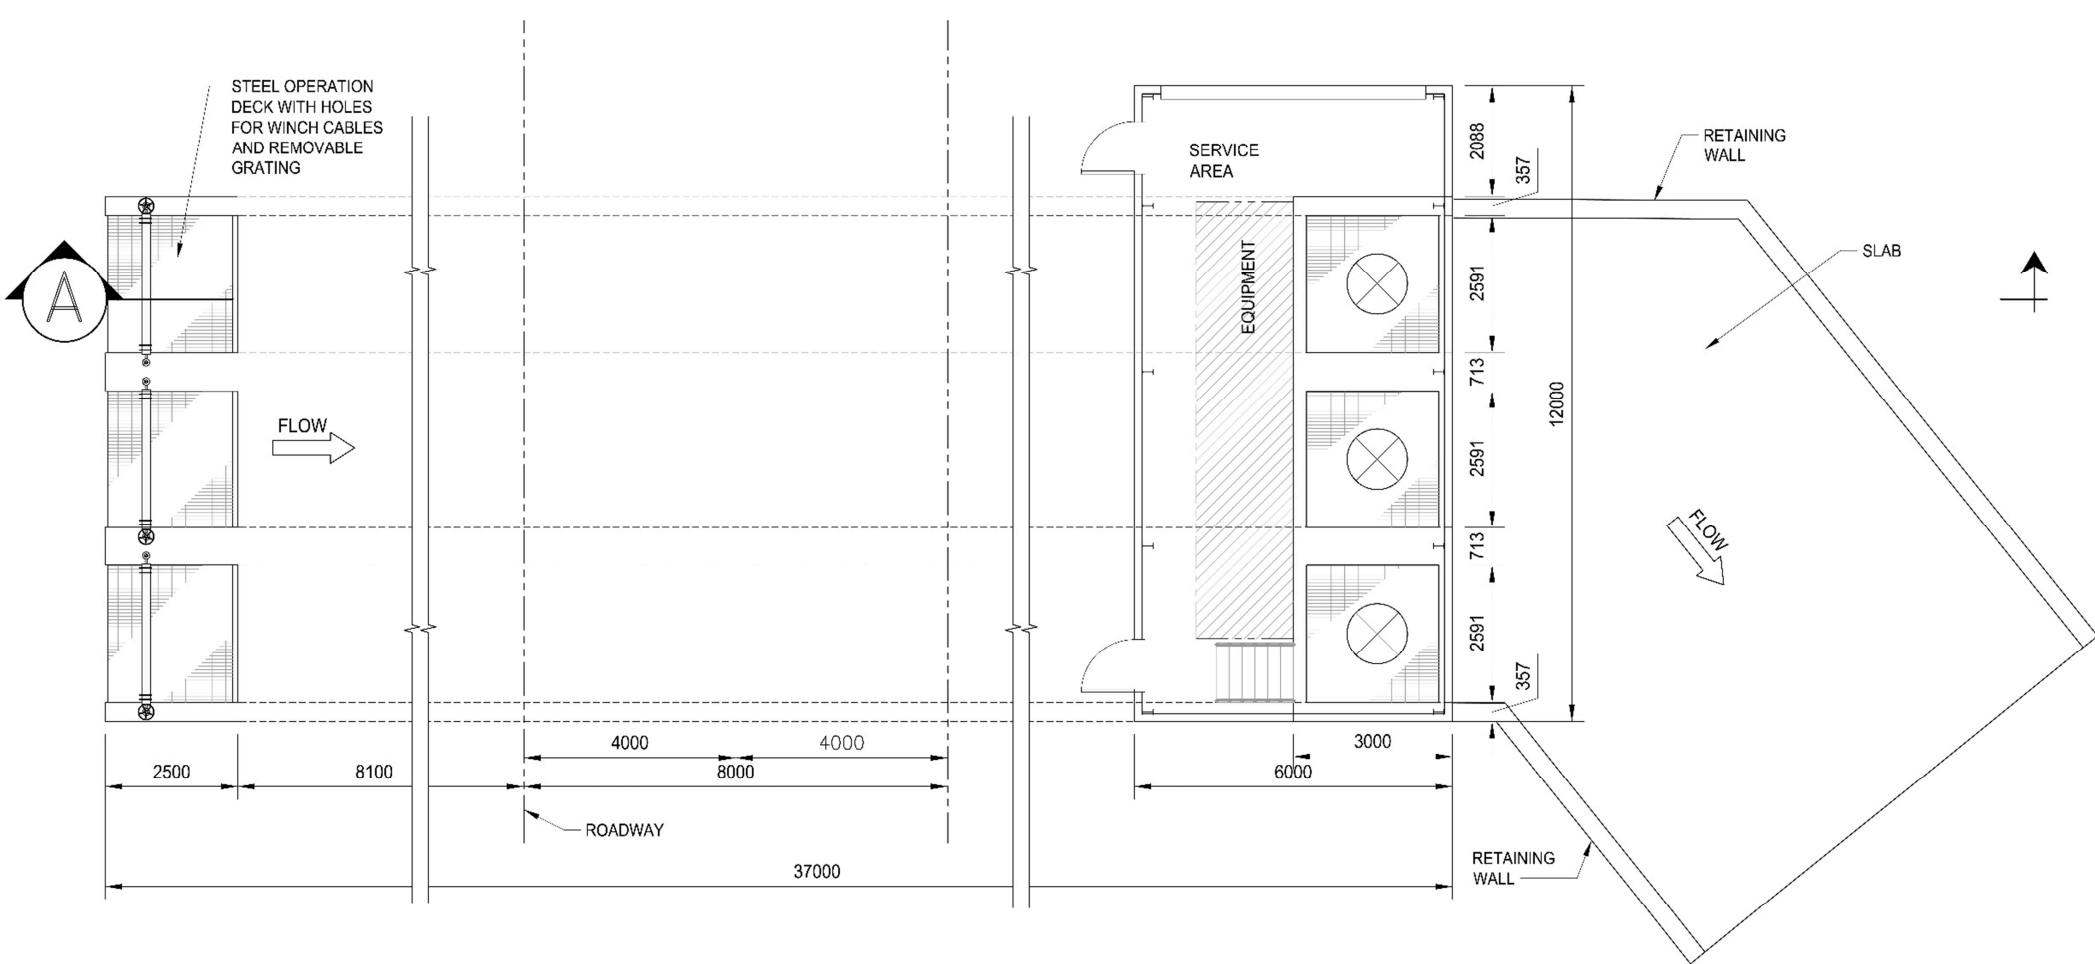 STEEL OPERATION
DECK WITH HOLES
FOR WINCH CABLES
AND REMOVABLE
GRATING
A
FLOW
SERVICE
AREA
EQUIPMENT
2088
357
2591
713
2591
713
2591
357
12000
RETAINING
WALL
SLAB
FLOW
4000
4000
3000
2500
8100
8000
6000
ROADWAY
37000
RETAINING
WALL